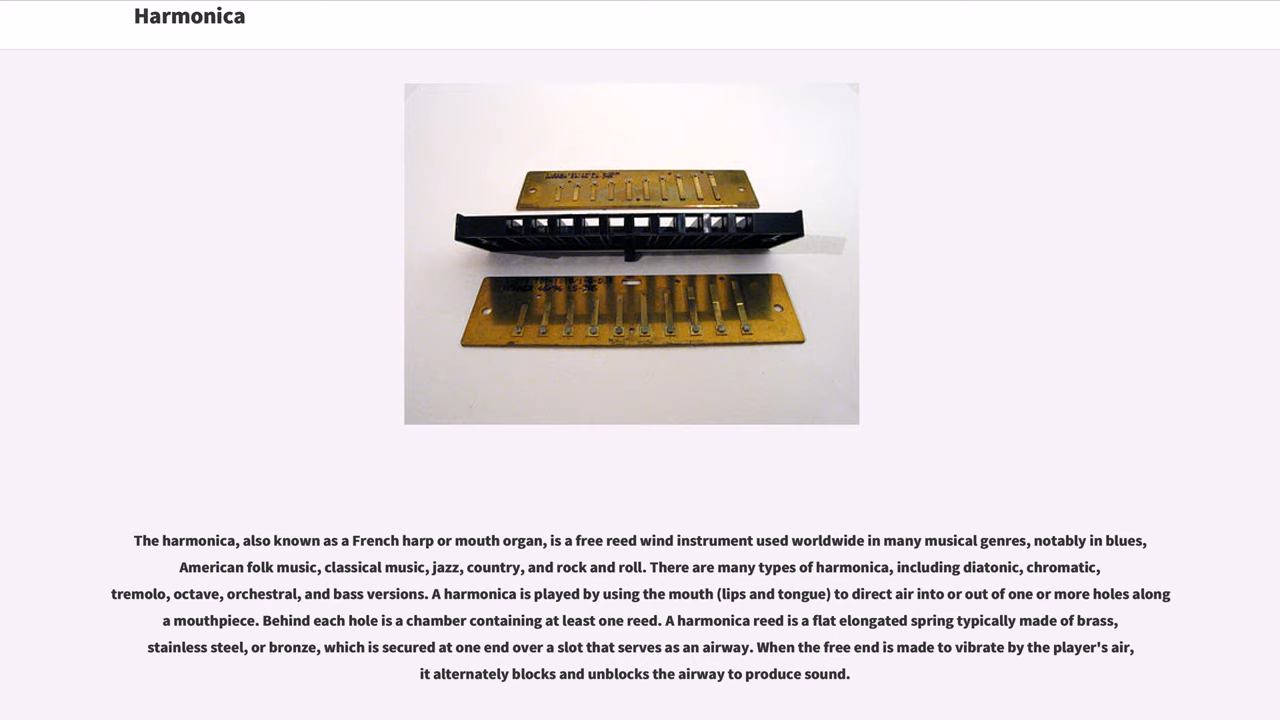 Harmonica
The harmonica, also known as a French harp or mouth organ, is a free reed wind instrument used worldwide in many musical genres, notably in blues,
American folk music, classical music, jazz, country, and rock and roll. There are many types of harmonica, including diatonic, chromatic,
tremolo, octave, orchestral, and bass versions. A harmonica is played by using the mouth (lips and tongue) to direct air into or out of one or more holes along
a mouthpiece. Behind each hole is a chamber containing at least one reed. A harmonica reed is a flat elongated spring typically made of brass,
stainless steel, or bronze, which is secured at one end over a slot that serves as an airway. When the free end is made to vibrate by the player's air,
it alternately blocks and unblocks the airway to produce sound.